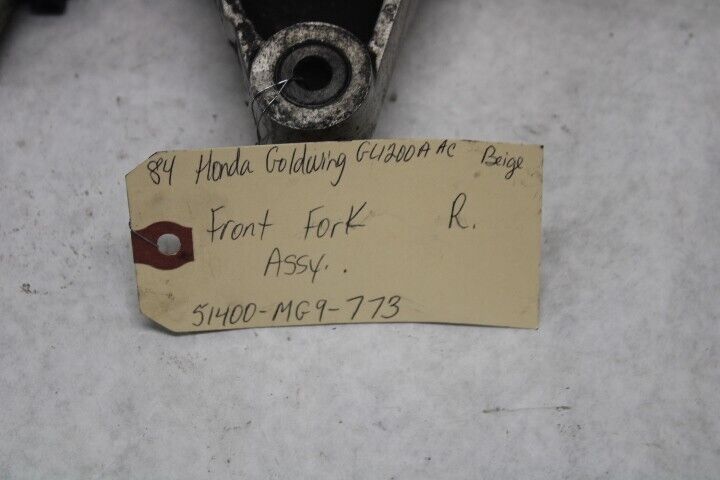 84 Honda Goldwing GL1200A AC Beige
Front Fork R.
Assy..
51400-MG9-773